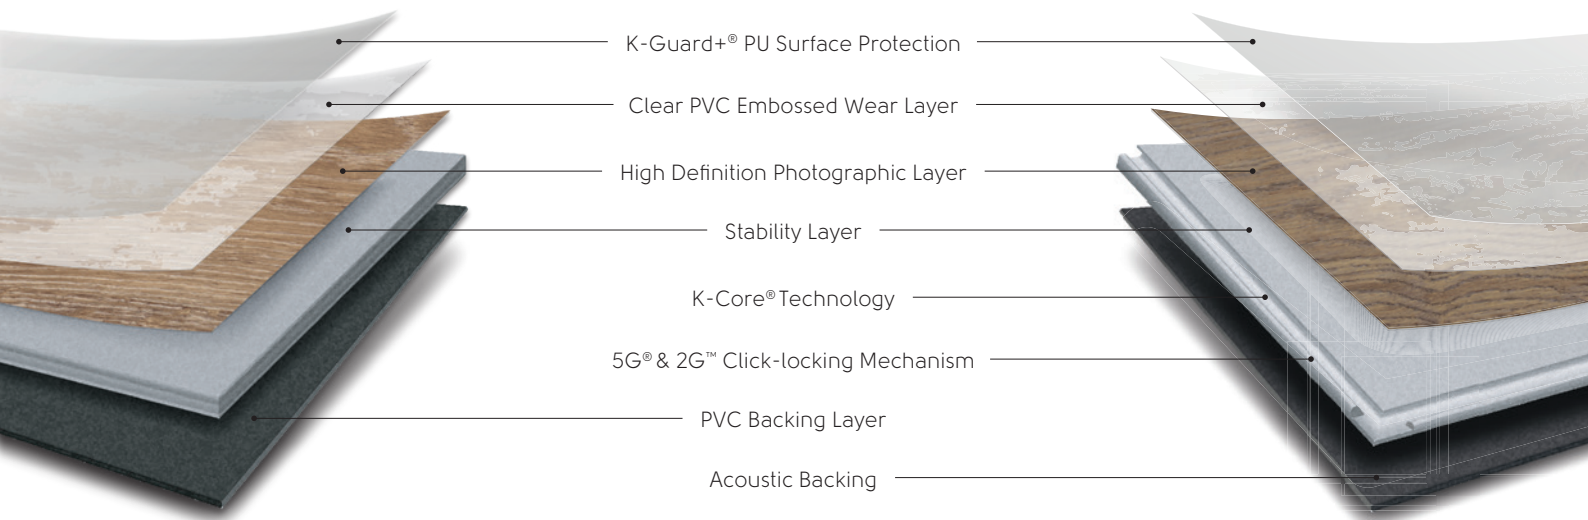 K-Guard+® PU Surface Protection
Clear PVC Embossed Wear Layer
High Definition Photographic Layer
Stability Layer
K-Core® Technology
5G® & 2G™ Click-locking Mechanism
PVC Backing Layer
Acoustic Backing